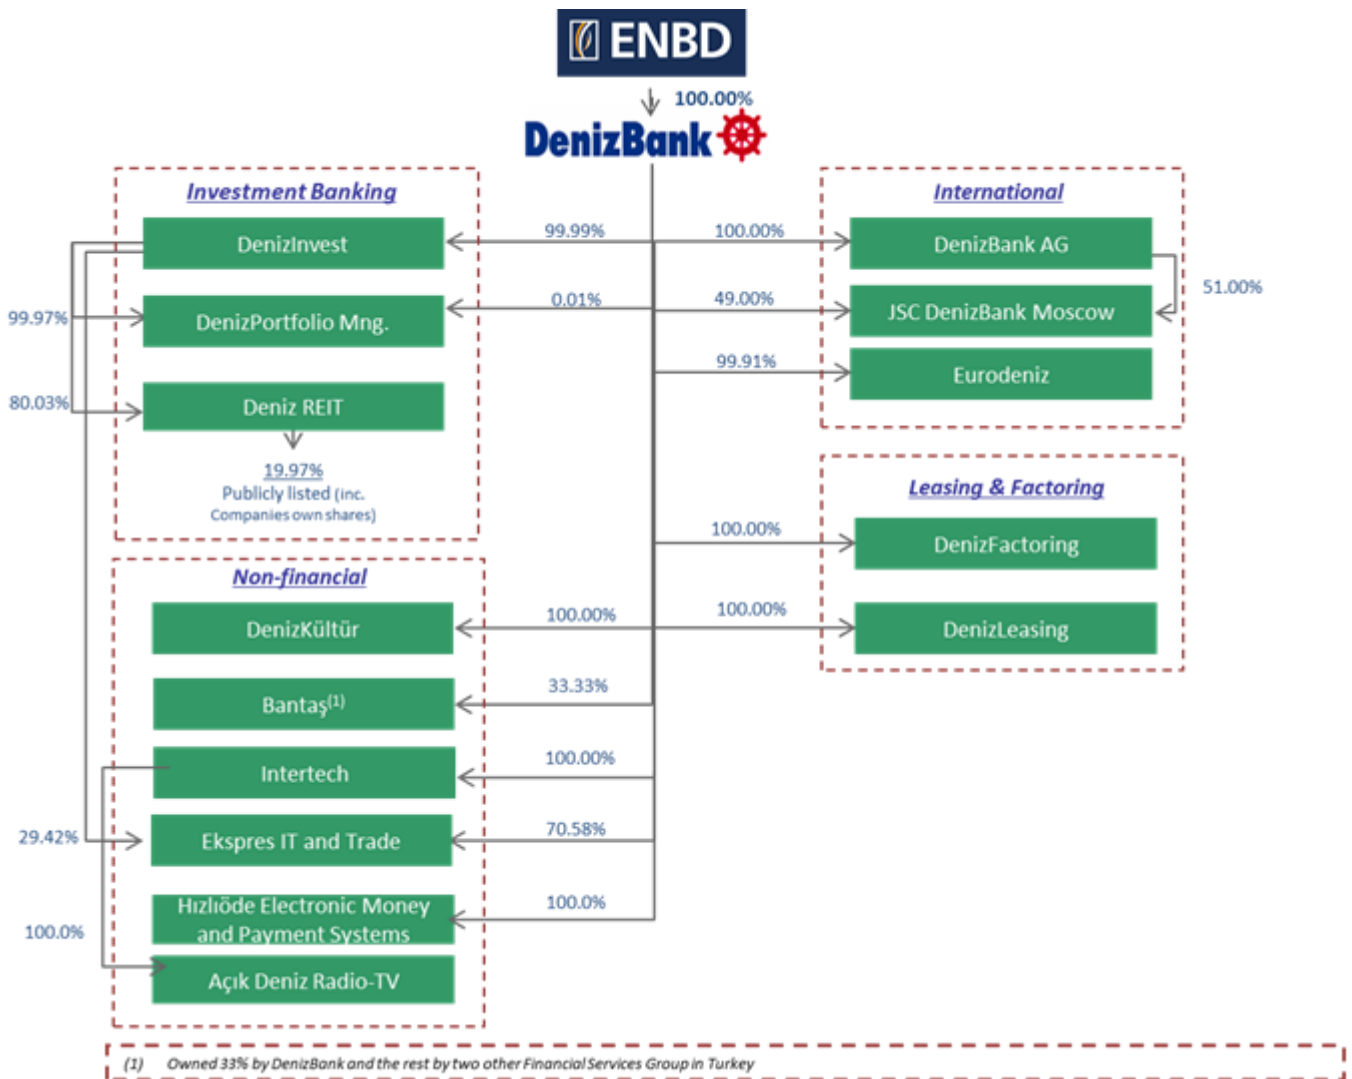 ENBD
100.00%
DenizBank
Investment Banking
DenizInvest
99.99%
DenizPortfolio Mng.
0.01%
99.97%
Deniz REIT
80.03%
19.97%
Publicly listed (inc.
Companies own shares)
International
100.00%
DenizBank AG
51.00%
49.00%
JSC DenizBank Moscow
99.91%
Eurodeniz
Leasing & Factoring
100.00%
DenizFactoring
100.00%
DenizLeasing
Non-financial
DenizKültür
100.00%
Bantaş(1)
33.33%
Intertech
100.00%
29.42%
Ekspres IT and Trade
70.58%
Hızlıöde Electronic Money
and Payment Systems
100.0%
100.0%
Açık Deniz Radio-TV
(1) Owned 33% by DenizBank and the rest by two other Financial Services Group in Turkey